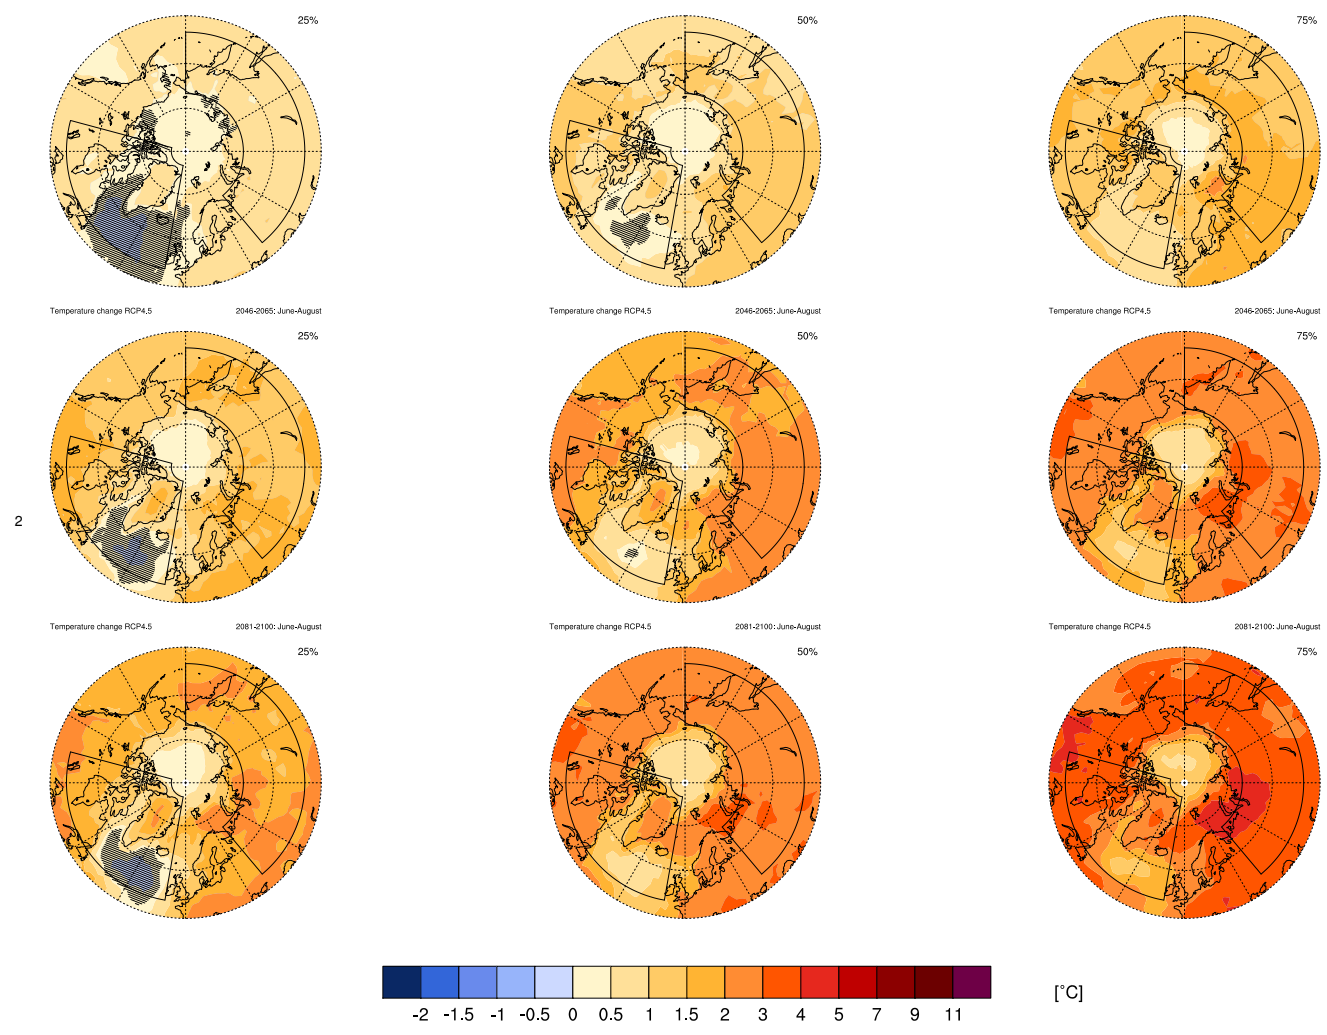 25% 50% 75%
Temperature change RCP4.5 2046-2065: June-August Temperature change RCP4.5 2046-2065: June-August Temperature change RCP4.5 2046-2065: June-August
25% 50% 75%
2
Temperature change RCP4.5 2081-2100: June-August Temperature change RCP4.5 2081-2100: June-August Temperature change RCP4.5 2081-2100: June-August
25% 50% 75%
[°C]
-2 -1.5 -1 -0.5 0 0.5 1 1.5 2 3 4 5 7 9 11